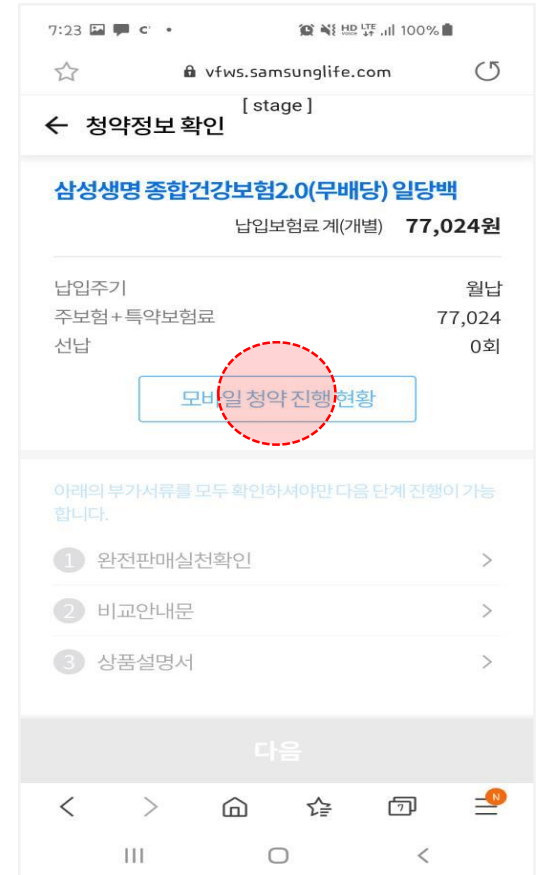 7:23 C HD VOICE LTE 100%
vfws.samsunglife.com
[ stage ]
청약정보 확인
삼성생명 종합건강보험2.0(무배당) 일당백
납입보험료 계(개별) 77,024원
납입주기 월납
주보험+특약보험료 77,024
선납 0회
모바일 청약 진행 현황
아래의 부가서류를 모두 확인하셔야만 다음 단계 진행이 가능
합니다.
1 완전판매실천확인
2 비교안내문
3 상품설명서
다음
7 N